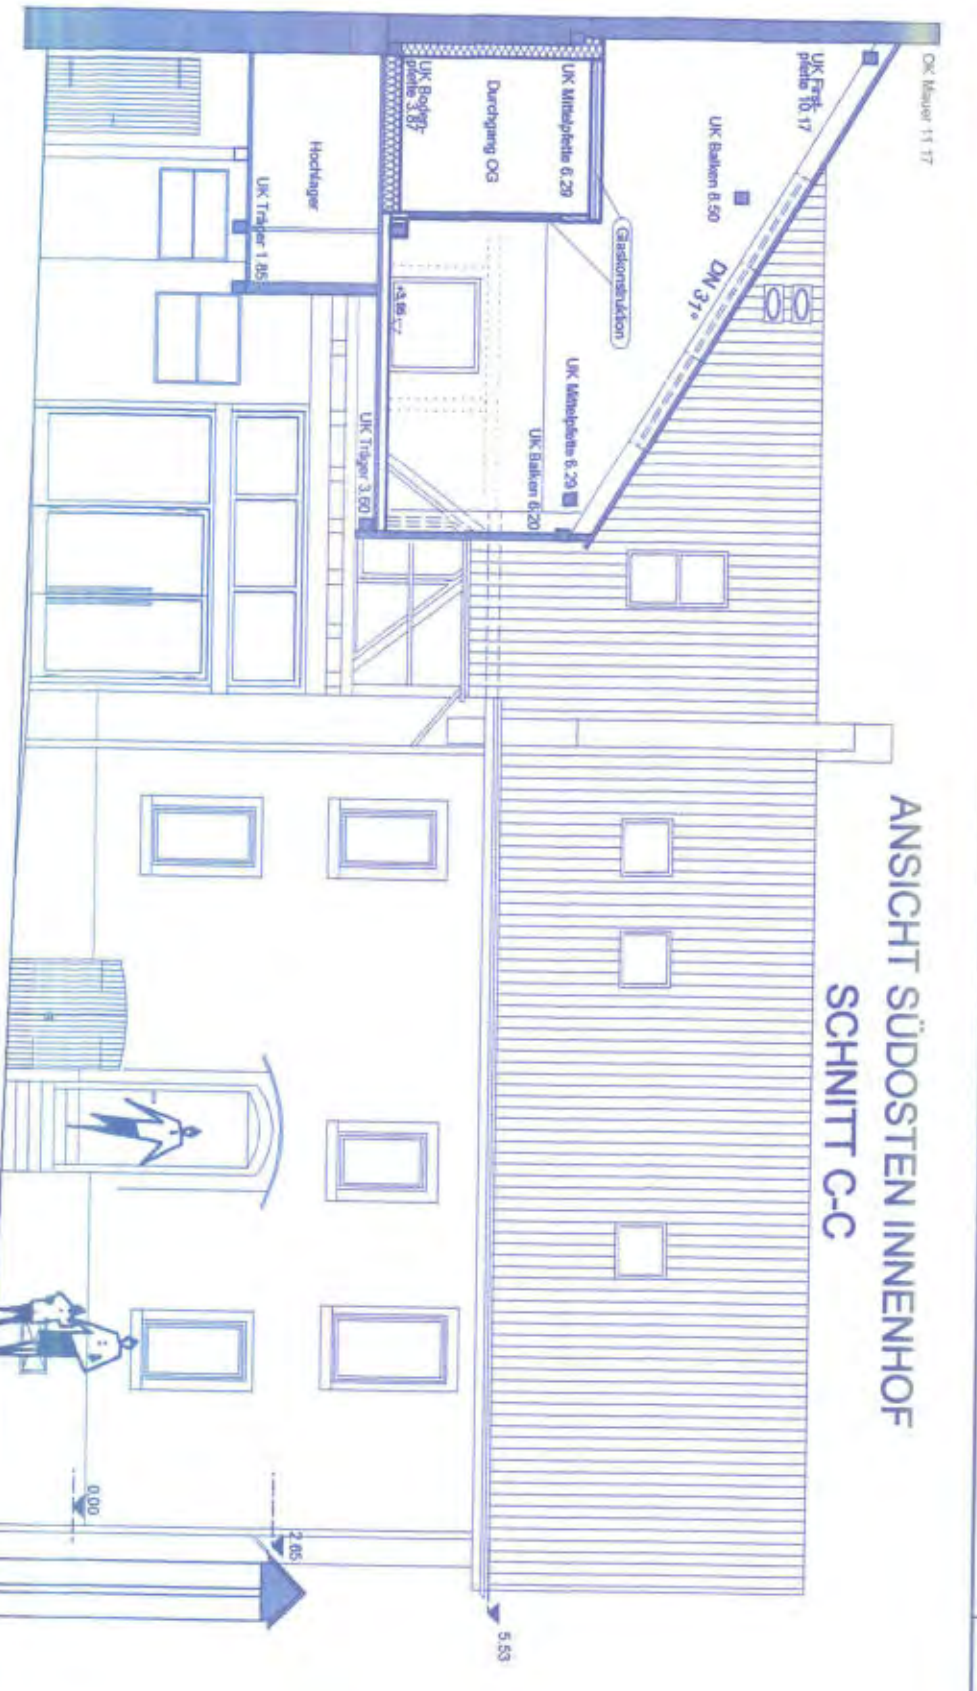 ANSICHT SÜDOSTEN INNENHOF
SCHNITT C-C
OK Mauer 11.17
UK First-
pfette 10.17
UK Balken 8.50
DN 31°
Glaskonstruktion
UK Mittelpfette 6.29
Durchgang OG
UK Boden-
pfette 3.87
UK Mittelpfette 6.29
UK Balken 6.20
UK Träger 3.60
Hochlager
UK Träger 1.85
5.53
2.65
0.00